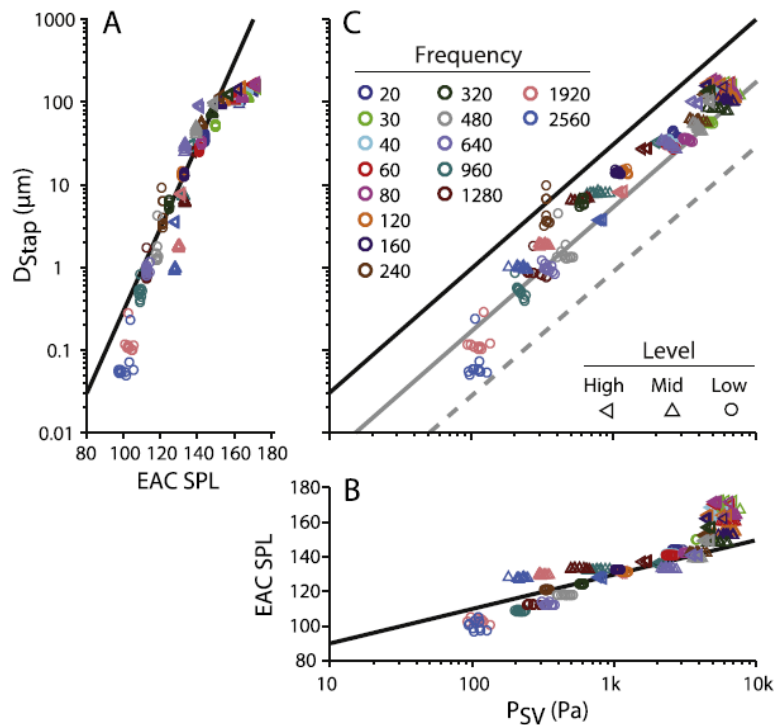 A
C
1000
100
10
1
0.1
0.01
D_Stap (μm)
80 100 120 140 160 180
EAC SPL
Frequency
20 320 1920
30 480 2560
40 640
60 960
80 1280
120
160
240
Level
High Mid Low
B
180
160
140
120
100
80
EAC SPL
10 100 1k 10k
P_SV (Pa)